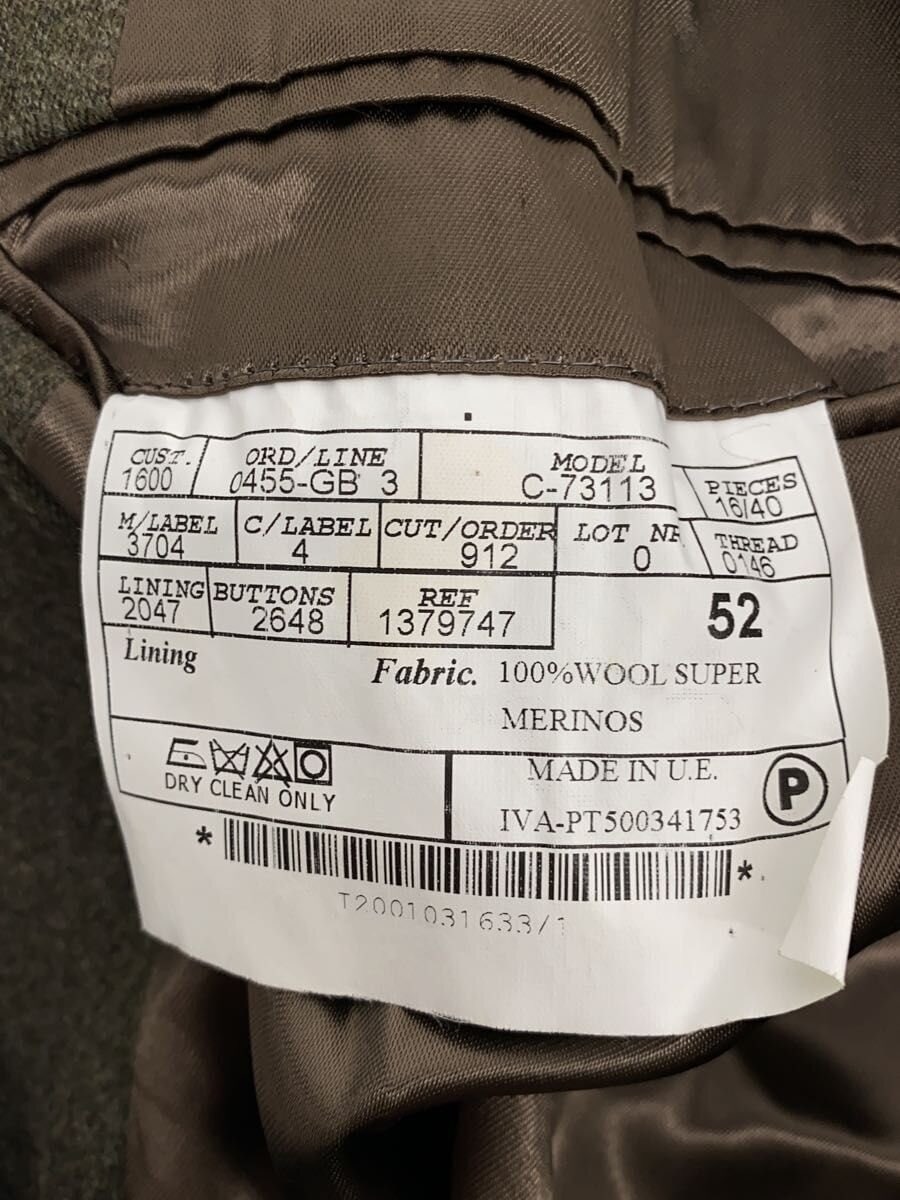 CUST. ORD/LINE MODEL PIECES
1600 0455-GB 3 C-73113 16/40
M/LABEL C/LABEL CUT/ORDER LOT NR THREAD
3704 4 912 0 0146
LINING BUTTONS REF
2047 2648 1379747 52
Lining Fabric. 100%WOOL SUPER
MERINOS
DRY CLEAN ONLY
MADE IN U.E.
IVA-PT500341753
P
* *
T2001031633/1